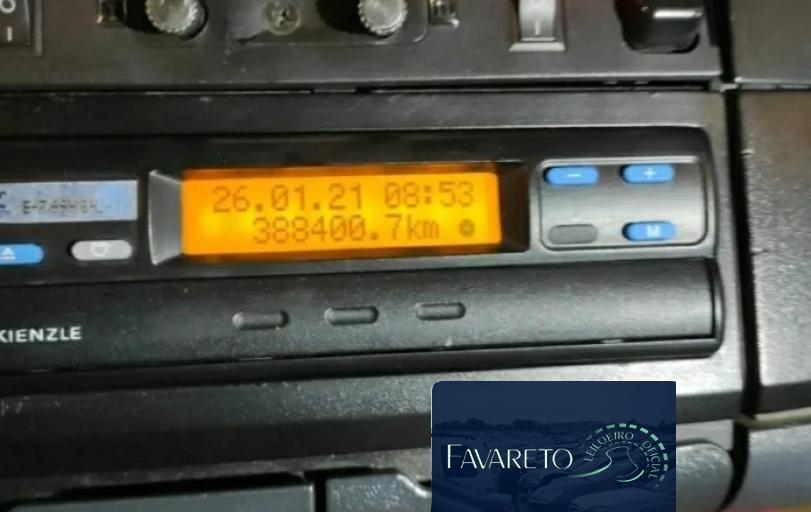 26.01.21 08:53
388400.7km
KIENZLE
M
FAVARETO
LEILOEIRO OFICIAL